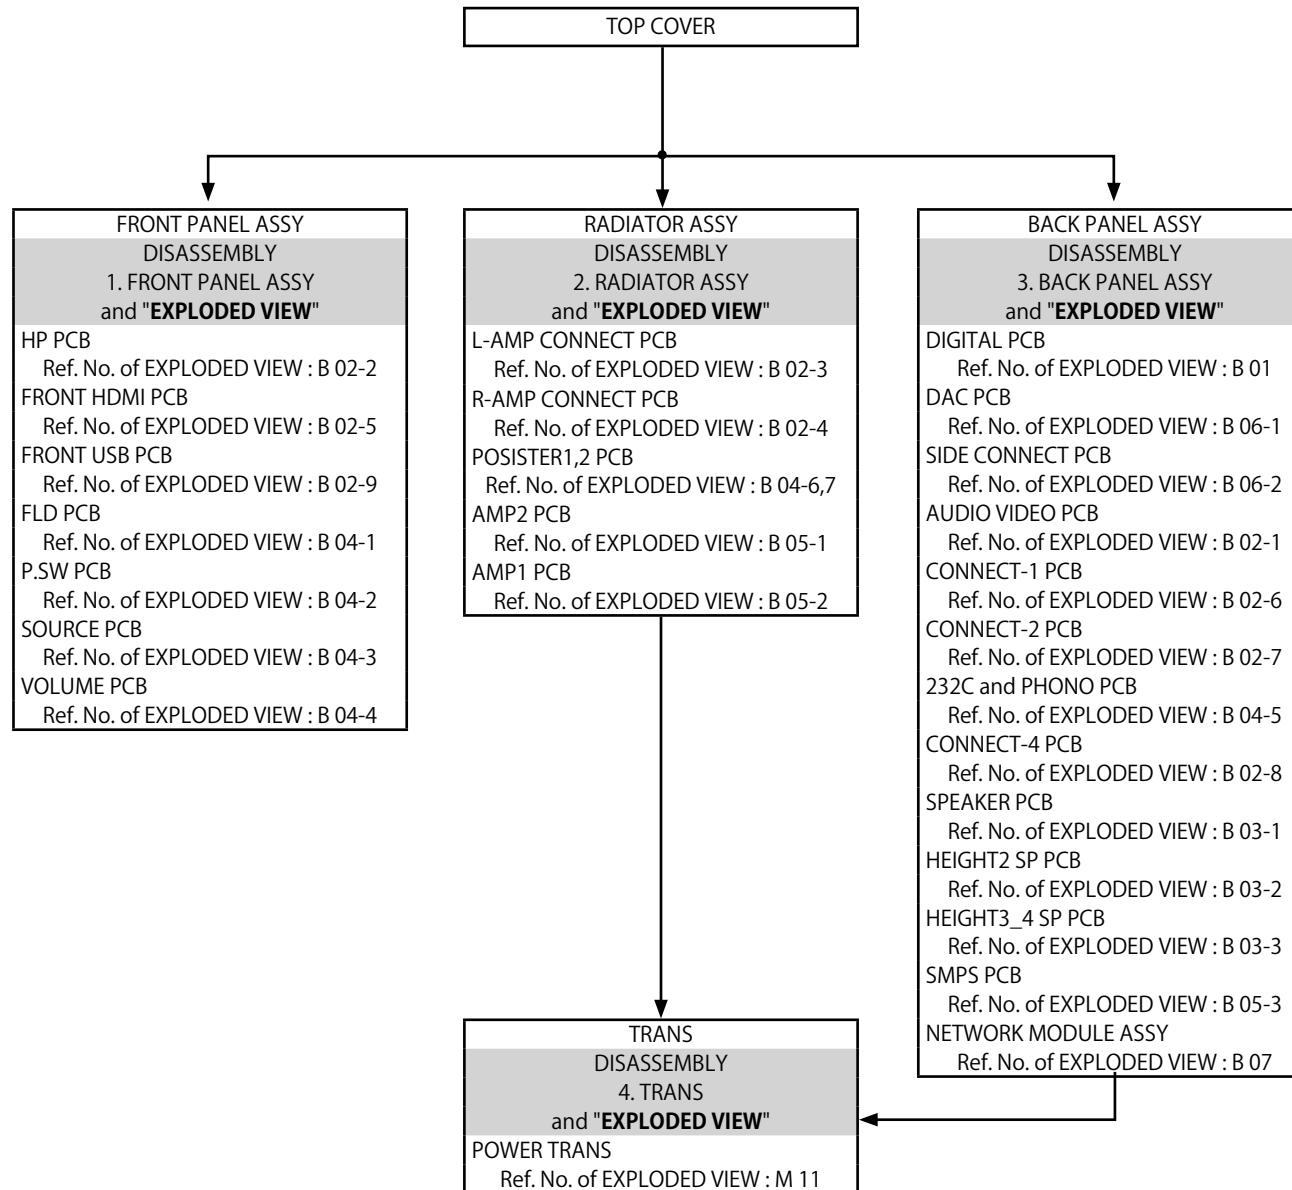 TOP COVER
FRONT PANEL ASSY
DISASSEMBLY
1. FRONT PANEL ASSY
and "EXPLODED VIEW"
HP PCB
Ref. No. of EXPLODED VIEW : B 02-2
FRONT HDMI PCB
Ref. No. of EXPLODED VIEW : B 02-5
FRONT USB PCB
Ref. No. of EXPLODED VIEW : B 02-9
FLD PCB
Ref. No. of EXPLODED VIEW : B 04-1
P.SW PCB
Ref. No. of EXPLODED VIEW : B 04-2
SOURCE PCB
Ref. No. of EXPLODED VIEW : B 04-3
VOLUME PCB
Ref. No. of EXPLODED VIEW : B 04-4
RADIATOR ASSY
DISASSEMBLY
2. RADIATOR ASSY
and "EXPLODED VIEW"
L-AMP CONNECT PCB
Ref. No. of EXPLODED VIEW : B 02-3
R-AMP CONNECT PCB
Ref. No. of EXPLODED VIEW : B 02-4
POSISTER1,2 PCB
Ref. No. of EXPLODED VIEW : B 04-6,7
AMP2 PCB
Ref. No. of EXPLODED VIEW : B 05-1
AMP1 PCB
Ref. No. of EXPLODED VIEW : B 05-2
BACK PANEL ASSY
DISASSEMBLY
3. BACK PANEL ASSY
and "EXPLODED VIEW"
DIGITAL PCB
Ref. No. of EXPLODED VIEW : B 01
DAC PCB
Ref. No. of EXPLODED VIEW : B 06-1
SIDE CONNECT PCB
Ref. No. of EXPLODED VIEW : B 06-2
AUDIO VIDEO PCB
Ref. No. of EXPLODED VIEW : B 02-1
CONNECT-1 PCB
Ref. No. of EXPLODED VIEW : B 02-6
CONNECT-2 PCB
Ref. No. of EXPLODED VIEW : B 02-7
232C and PHONO PCB
Ref. No. of EXPLODED VIEW : B 04-5
CONNECT-4 PCB
Ref. No. of EXPLODED VIEW : B 02-8
SPEAKER PCB
Ref. No. of EXPLODED VIEW : B 03-1
HEIGHT2 SP PCB
Ref. No. of EXPLODED VIEW : B 03-2
HEIGHT3_4 SP PCB
Ref. No. of EXPLODED VIEW : B 03-3
SMPS PCB
Ref. No. of EXPLODED VIEW : B 05-3
NETWORK MODULE ASSY
Ref. No. of EXPLODED VIEW : B 07
TRANS
DISASSEMBLY
4. TRANS
and "EXPLODED VIEW"
POWER TRANS
Ref. No. of EXPLODED VIEW : M 11